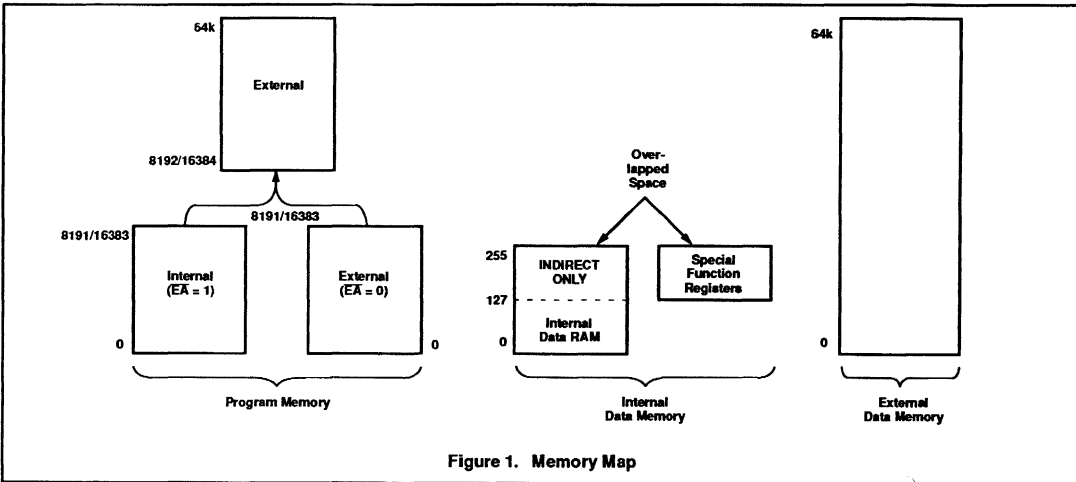 64k
External
8192/16384
8191/16383
8191/16383
Internal
(E̅A̅ = 1)
External
(E̅A̅ = 0)
0
0
Program Memory
Over-
lapped
Space
255
INDIRECT
ONLY
127
Internal
Data RAM
0
Special
Function
Registers
Internal
Data Memory
64k
0
External
Data Memory
Figure 1. Memory Map